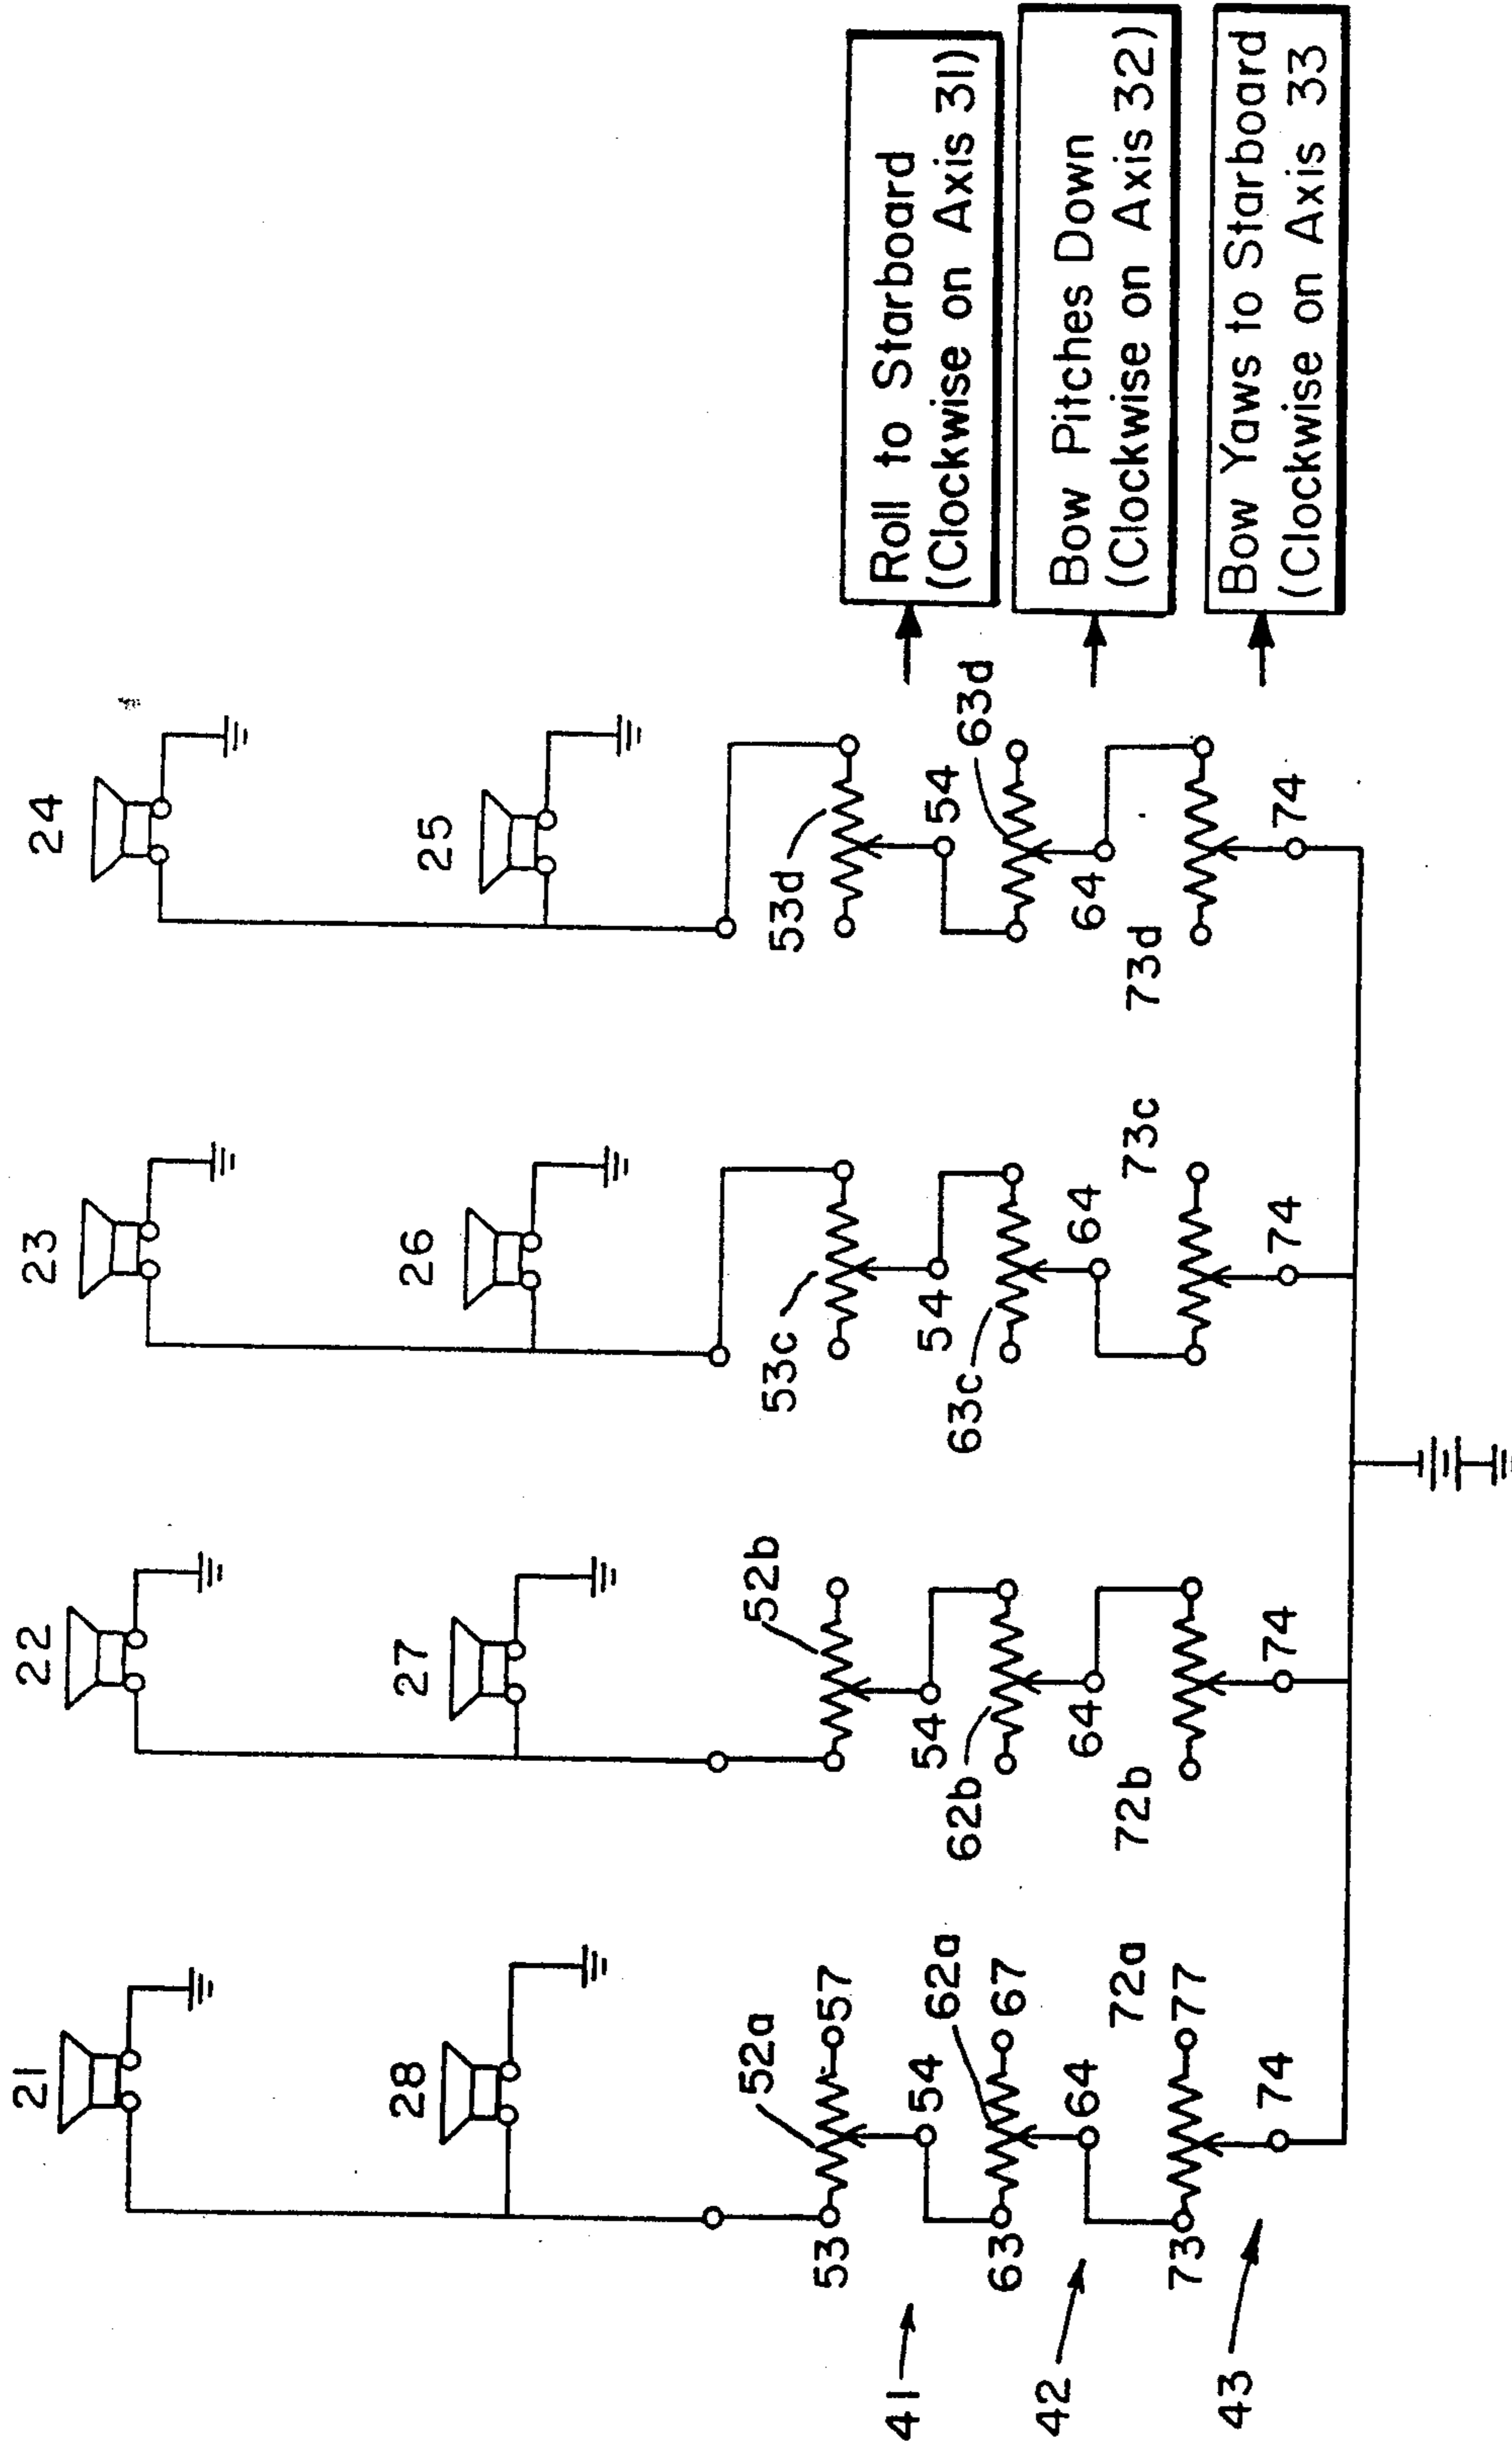 21
22
23
24
28
27
26
25
52a
52b
53c
53d
53
57
54
54
54
54
41
Roll to Starboard
(Clockwise on Axis 31)
62a
62b
63c
63d
63
67
64
64
64
64
42
Bow Pitches Down
(Clockwise on Axis 32)
72a
72b
73c
73d
73
77
74
74
74
74
43
Bow Yaws to Starboard
(Clockwise on Axis 33